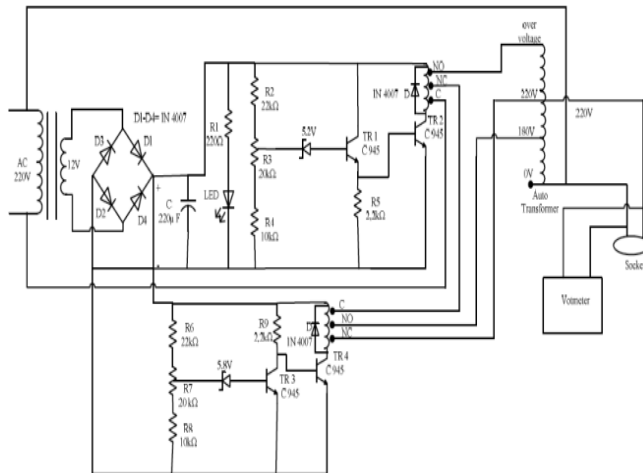 over
voltage
NO
NC
C
IN 4007
D
D1-D4= IN 4007
R1
220Ω
R2
22kΩ
220V
220V
TR 2
C 945
TR 1
C 945
5.2V
D3
D1
AC
220V
12V
R3
20kΩ
180V
LED
R5
2,2kΩ
0V
Auto
Transformer
D2
D4
+
C
220μ F
R4
10kΩ
Socke
Voltmeter
C
NO
NC
D
IN 4007
R6
22kΩ
R9
2,2kΩ
TR 4
C 945
5.8V
TR 3
C 945
R7
20 kΩ
R8
10kΩ